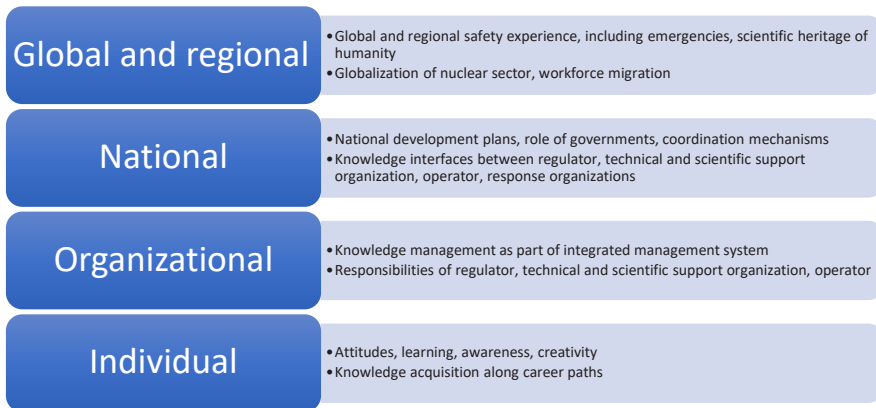 Global and regional
•Global and regional safety experience, including emergencies, scientific heritage of
humanity
•Globalization of nuclear sector, workforce migration
National
•National development plans, role of governments, coordination mechanisms
•Knowledge interfaces between regulator, technical and scientific support
organization, operator, response organizations
Organizational
•Knowledge management as part of integrated management system
•Responsibilities of regulator, technical and scientific support organization, operator
Individual
•Attitudes, learning, awareness, creativity
•Knowledge acquisition along career paths